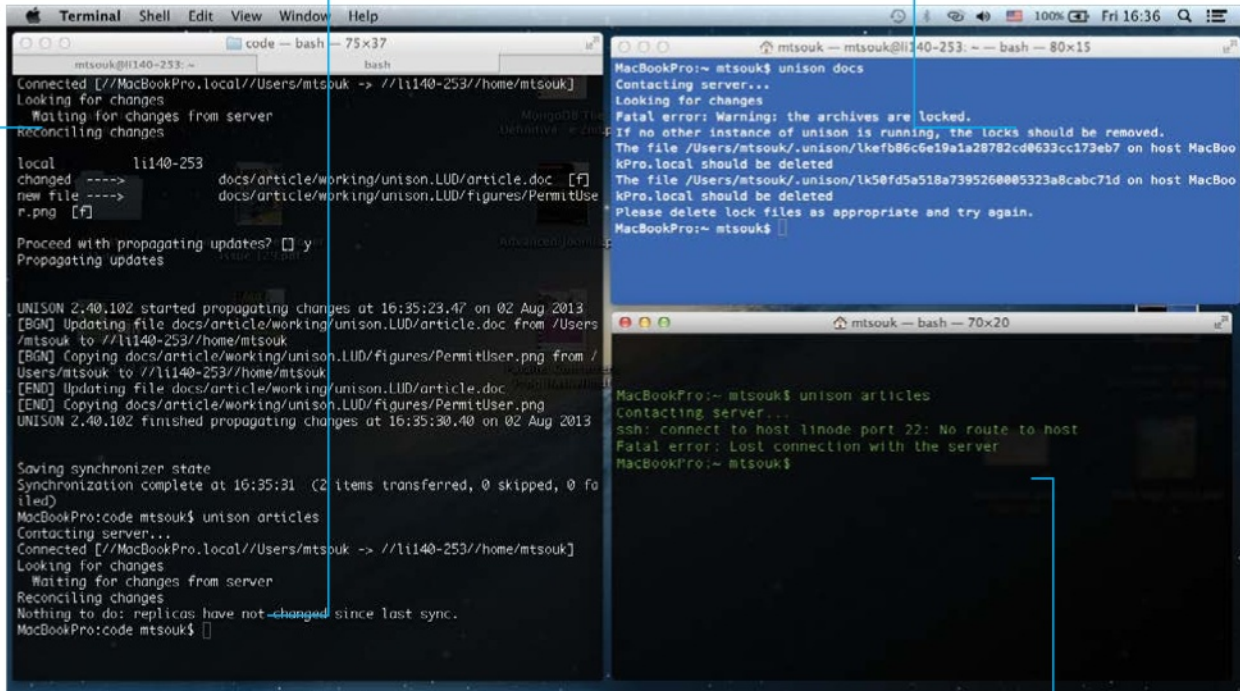 Terminal Shell Edit View Window Help
100% Fri 16:36
code — bash — 75×37
mtsouk@li140-253: ~ bash
Connected [//MacBookPro.local//Users/mtsouk -> //li140-253//home/mtsouk]
Looking for changes
Waiting for changes from server
Reconciling changes
local li140-253
changed ----> docs/article/working/unison.LUD/article.doc [f]
new file ----> docs/article/working/unison.LUD/figures/PermitUse
r.png [f]
Proceed with propagating updates? [] y
Propagating updates
UNISON 2.40.102 started propagating changes at 16:35:23.47 on 02 Aug 2013
[BGN] Updating file docs/article/working/unison.LUD/article.doc from /Users
/mtsouk to //li140-253//home/mtsouk
[BGN] Copying docs/article/working/unison.LUD/figures/PermitUser.png from /
Users/mtsouk to //li140-253//home/mtsouk
[END] Updating file docs/article/working/unison.LUD/article.doc
[END] Copying docs/article/working/unison.LUD/figures/PermitUser.png
UNISON 2.40.102 finished propagating changes at 16:35:30.40 on 02 Aug 2013
Saving synchronizer state
Synchronization complete at 16:35:31 (2 items transferred, 0 skipped, 0 fa
iled)
MacBookPro:code mtsouk$ unison articles
Contacting server...
Connected [//MacBookPro.local//Users/mtsouk -> //li140-253//home/mtsouk]
Looking for changes
Waiting for changes from server
Reconciling changes
Nothing to do: replicas have not changed since last sync.
MacBookPro:code mtsouk$
mtsouk — mtsouk@li140-253: ~ — bash — 80×15
MacBookPro:~ mtsouk$ unison docs
Contacting server...
Looking for changes
Fatal error: Warning: the archives are locked.
If no other instance of unison is running, the locks should be removed.
The file /Users/mtsouk/.unison/lkefb86c6e19a1a28782cd0633cc173eb7 on host MacBoo
kPro.local should be deleted
The file /Users/mtsouk/.unison/lk50fd5a518a7395260005323a8cabc71d on host MacBoo
kPro.local should be deleted
Please delete lock files as appropriate and try again.
MacBookPro:~ mtsouk$
mtsouk — bash — 70×20
MacBookPro:~ mtsouk$ unison articles
Contacting server...
ssh: connect to host linode port 22: No route to host
Fatal error: Lost connection with the server
MacBookPro:~ mtsouk$